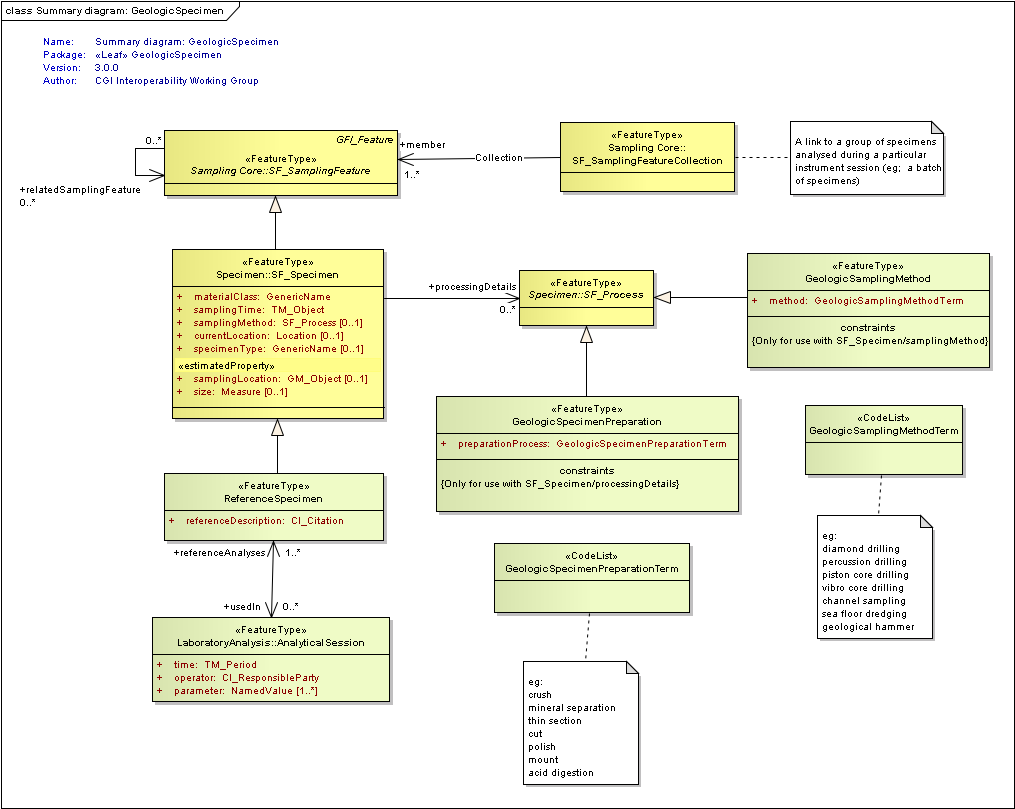 class Summary diagram: GeologicSpecimen
Name: Summary diagram: GeologicSpecimen
Package: «Leaf» GeologicSpecimen
Version: 3.0.0
Author: CGI Interoperability Working Group
GFI_Feature
«FeatureType»
Sampling Core::SF_SamplingFeature
0..*
+relatedSamplingFeature
0..*
+member
1..*
Collection
«FeatureType»
Sampling Core::
SF_SamplingFeatureCollection
A link to a group of specimens
analysed during a particular
instrument session (eg; a batch
of specimens)
«FeatureType»
Specimen::SF_Specimen
+ materialClass: GenericName
+ samplingTime: TM_Object
+ samplingMethod: SF_Process [0..1]
+ currentLocation: Location [0..1]
+ specimenType: GenericName [0..1]
«estimatedProperty»
+ samplingLocation: GM_Object [0..1]
+ size: Measure [0..1]
+processingDetails
0..*
«FeatureType»
Specimen::SF_Process
«FeatureType»
GeologicSamplingMethod
+ method: GeologicSamplingMethodTerm
constraints
{Only for use with SF_Specimen/samplingMethod}
«FeatureType»
GeologicSpecimenPreparation
+ preparationProcess: GeologicSpecimenPreparationTerm
constraints
{Only for use with SF_Specimen/processingDetails}
«CodeList»
GeologicSamplingMethodTerm
eg:
diamond drilling
percussion drilling
piston core drilling
vibro core drilling
channel sampling
sea floor dredging
geological hammer
«FeatureType»
ReferenceSpecimen
+ referenceDescription: CI_Citation
+referenceAnalyses
1..*
+usedIn
0..*
«FeatureType»
LaboratoryAnalysis::AnalyticalSession
+ time: TM_Period
+ operator: CI_ResponsibleParty
+ parameter: NamedValue [1..*]
«CodeList»
GeologicSpecimenPreparationTerm
eg:
crush
mineral separation
thin section
cut
polish
mount
acid digestion